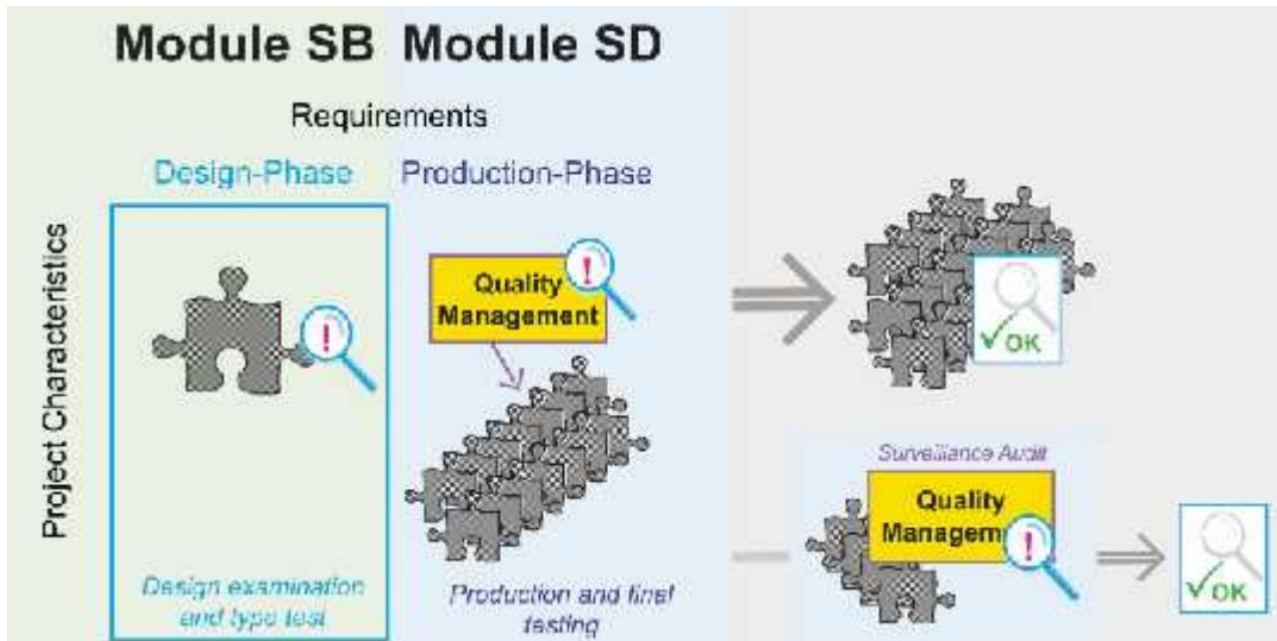 Module SB Module SD
Requirements
Design-Phase Production-Phase
Project Characteristics
!
Quality
Management
!
OK
Surveillance Audit
Quality
Managem
!
OK
Design examination
and type test
Production and final
testing